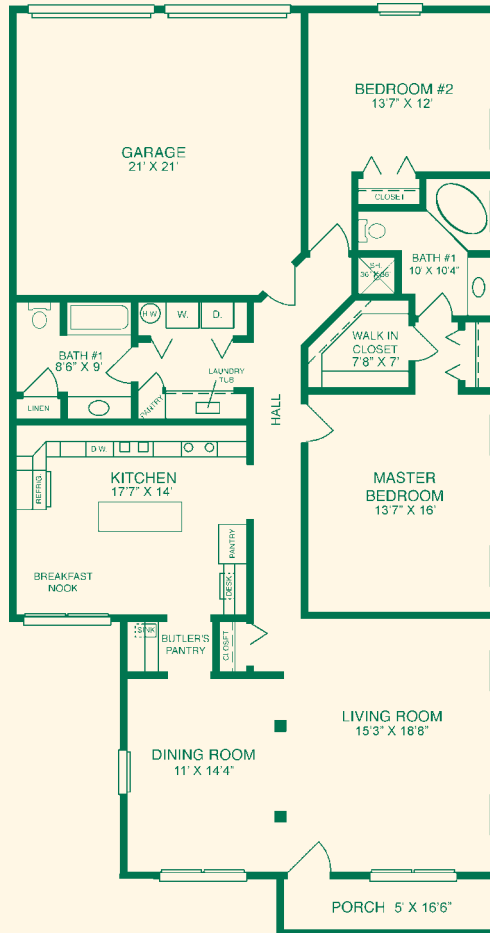 BEDROOM #2
13'7" X 12'
GARAGE
21' X 21'
CLOSET
BATH #1
10' X 10'4"
SH.
36" X 36"
H.W.
W.
D.
BATH #1
8'6" X 9'
WALK IN
CLOSET
7'8" X 7'
LAUNDRY
TUB
LINEN
PANTRY
HALL
D.W.
KITCHEN
17'7" X 14'
REFRIG.
MASTER
BEDROOM
13'7" X 16'
PANTRY
BREAKFAST
NOOK
DESK
SINK
BUTLER'S
PANTRY
CLOSET
LIVING ROOM
15'3" X 18'8"
DINING ROOM
11' X 14'4"
PORCH 5' X 16'6"